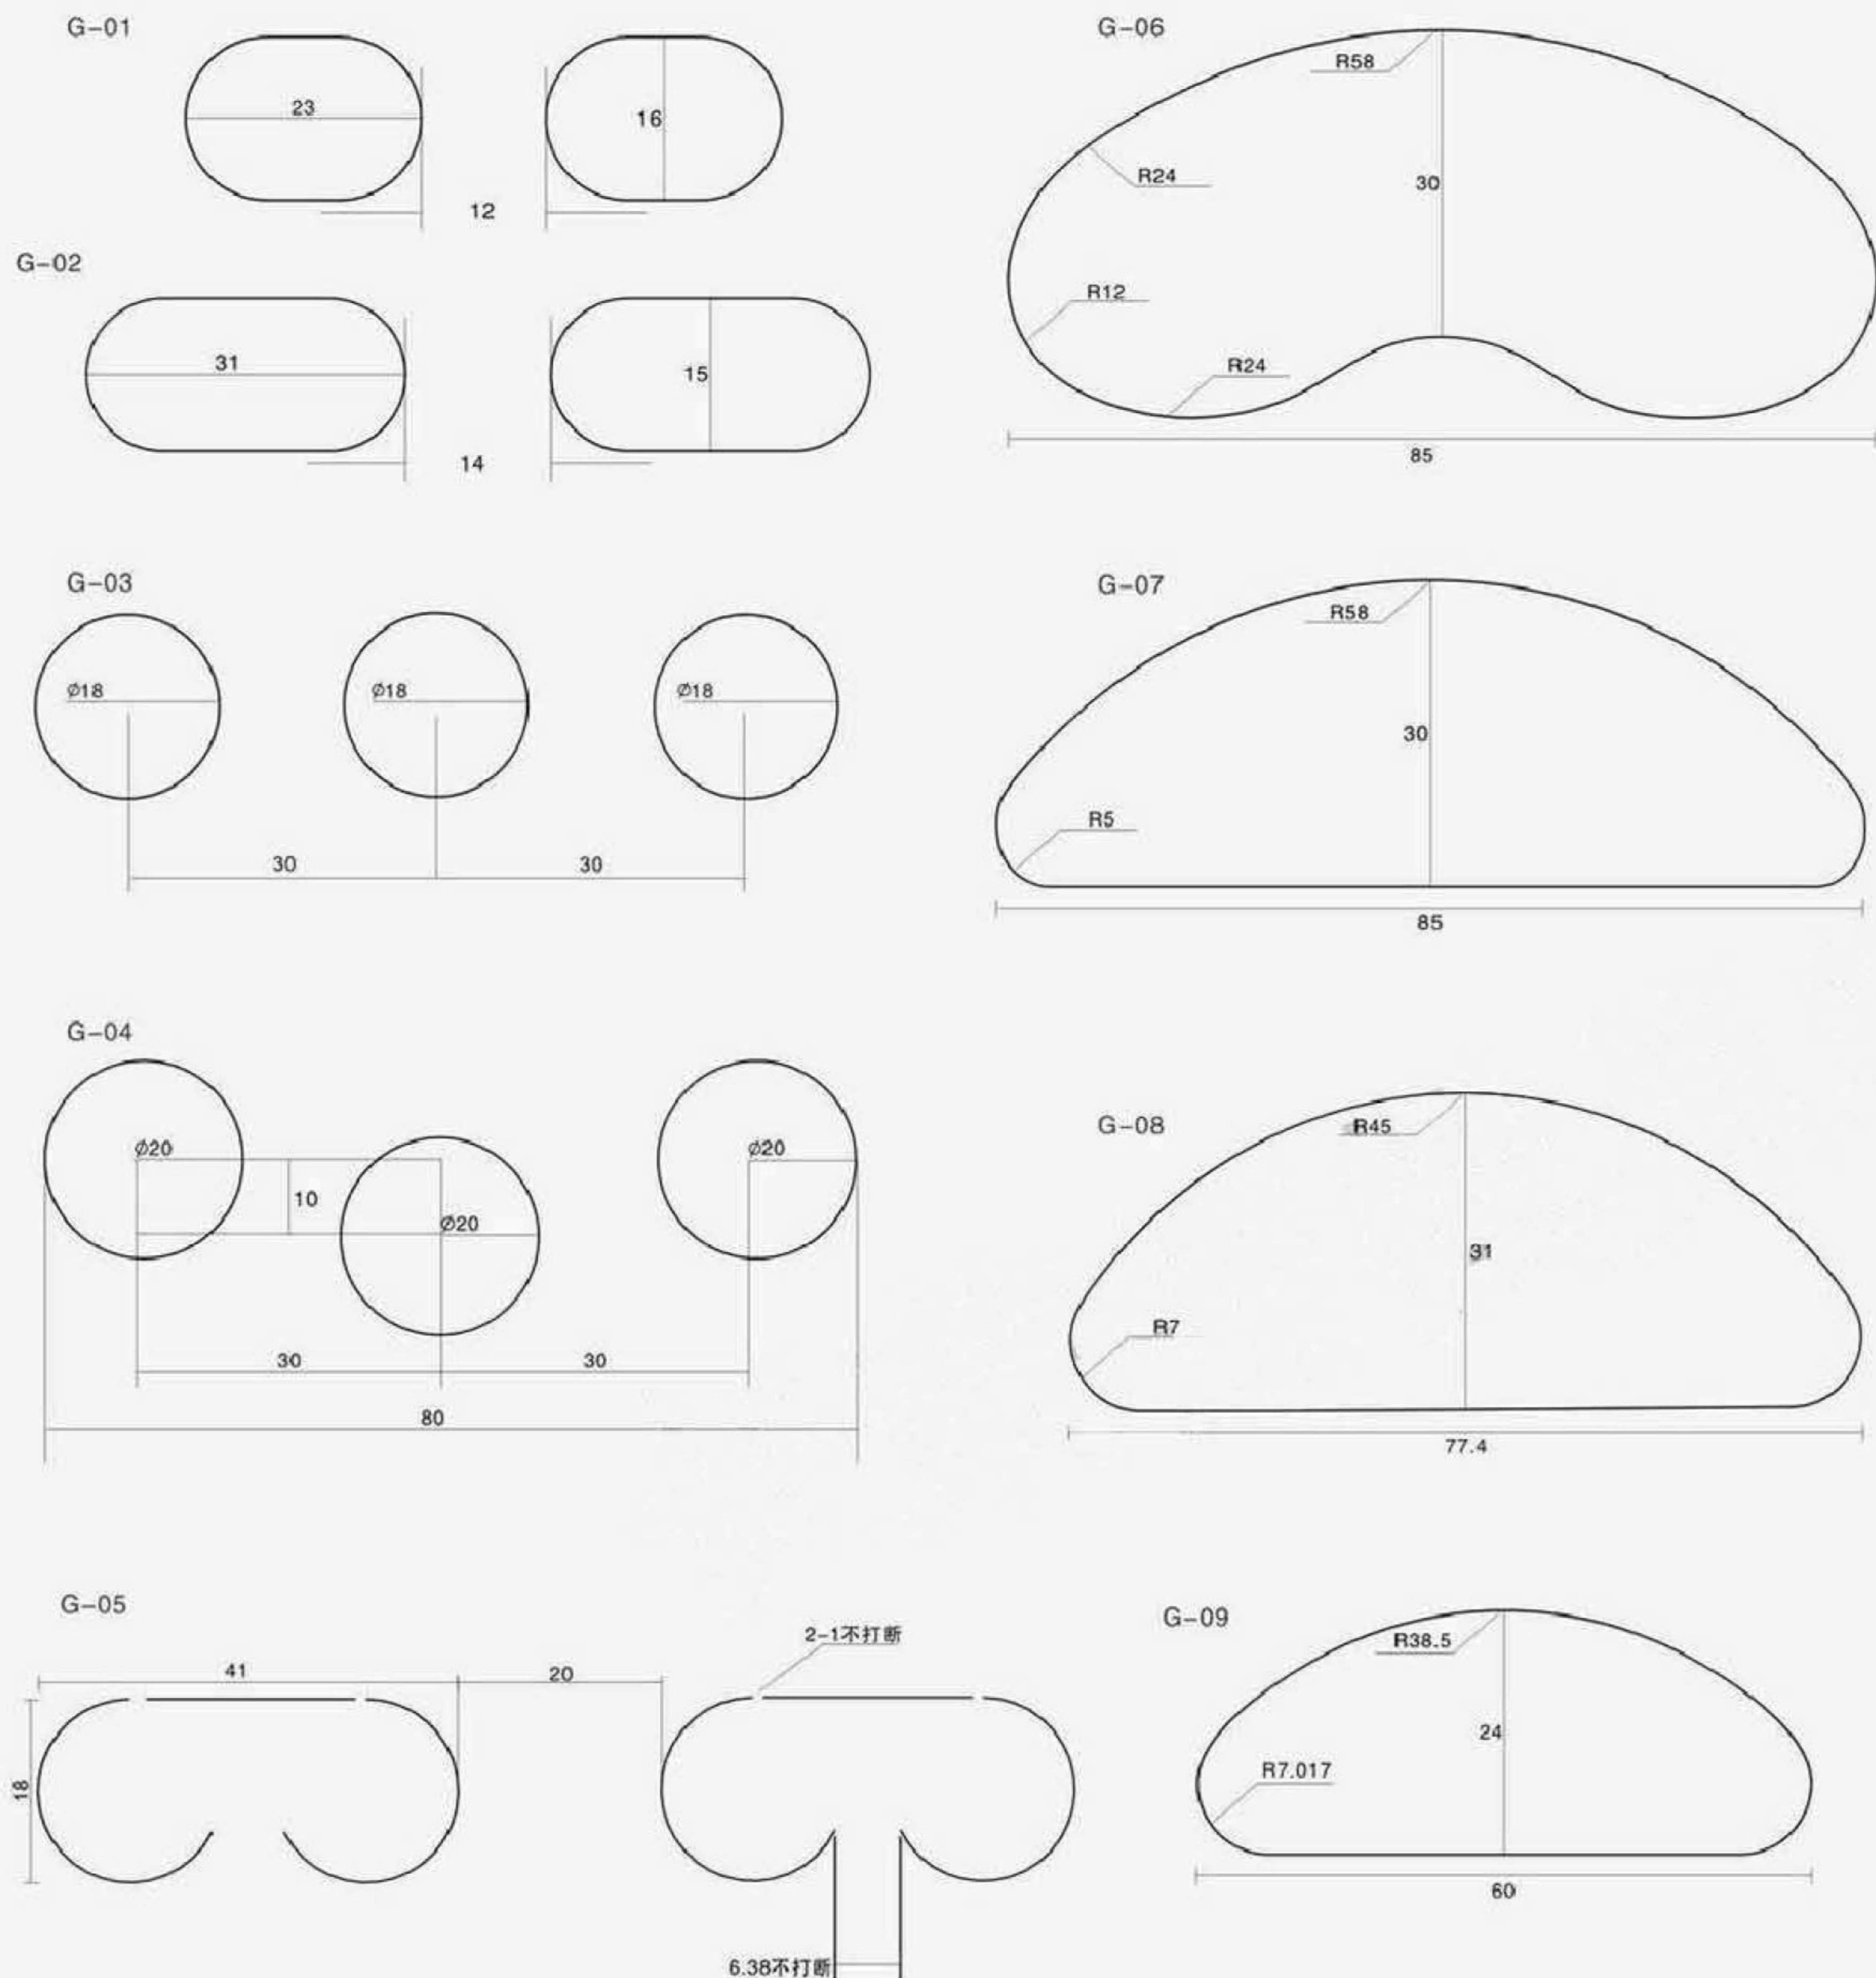 G-01
23
16
12
G-02
31
15
14
G-03
Ø18
Ø18
Ø18
30
30
G-04
Ø20
Ø20
10
Ø20
30
30
80
G-05
2-1不打断
41
20
18
6.38不打断
G-06
R58
R24
30
R12
R24
85
G-07
R58
30
R5
85
G-08
R45
31
R7
77.4
G-09
R38.5
24
R7.017
60